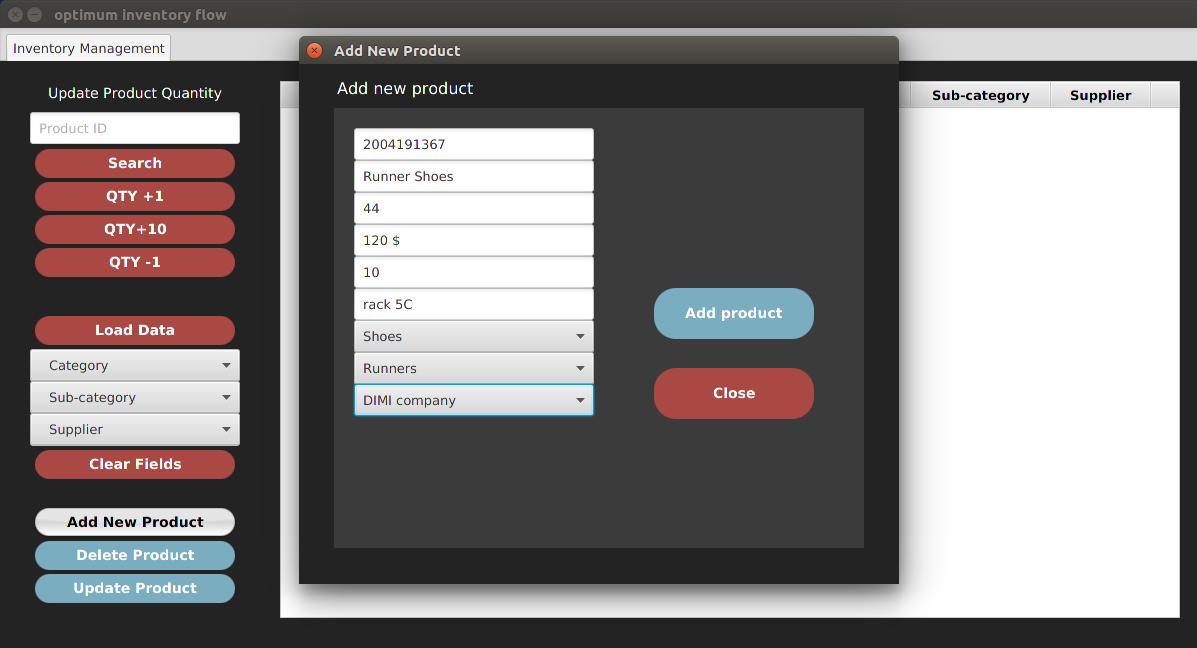 optimum inventory flow
Inventory Management
Update Product Quantity
Product ID
Search
QTY +1
QTY+10
QTY -1
Load Data
Category
Sub-category
Supplier
Clear Fields
Add New Product
Delete Product
Update Product
Add New Product
Add new product
2004191367
Runner Shoes
44
120 $
10
rack 5C
Shoes
Runners
DIMI company
Add product
Close
Sub-category
Supplier